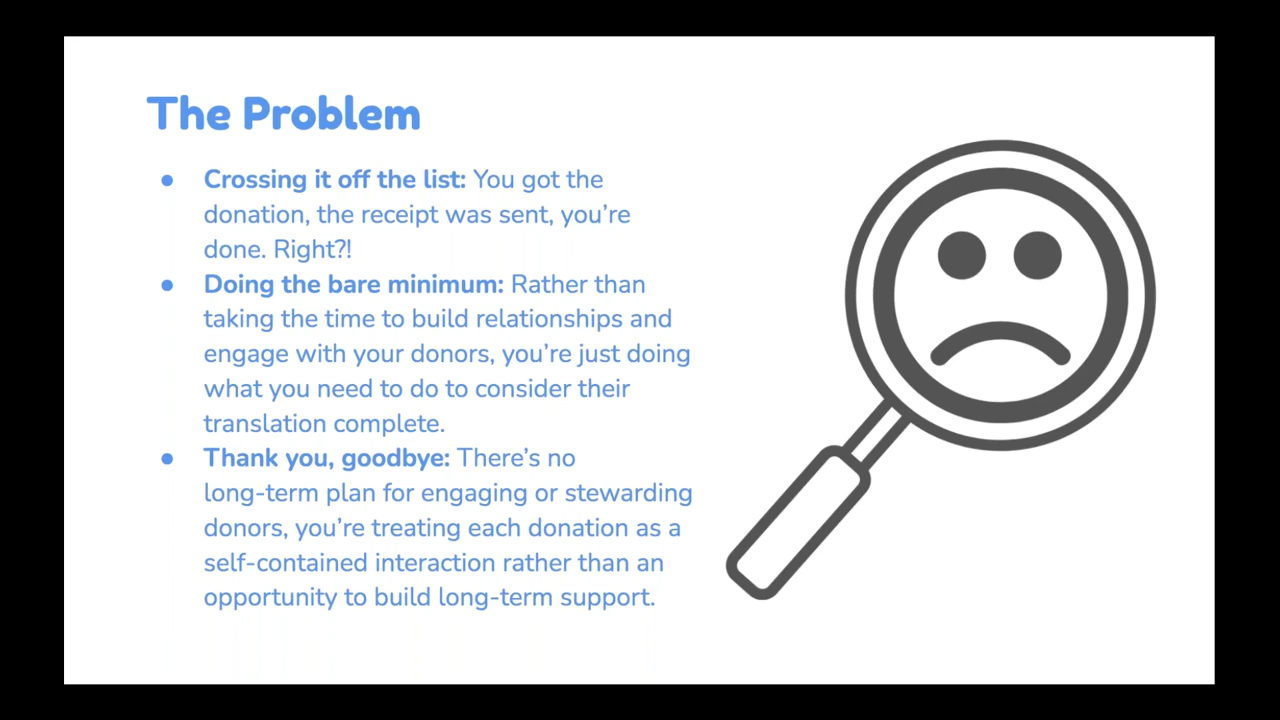 The Problem
● Crossing it off the list: You got the
donation, the receipt was sent, you’re
done. Right?!
● Doing the bare minimum: Rather than
taking the time to build relationships and
engage with your donors, you’re just doing
what you need to do to consider their
translation complete.
● Thank you, goodbye: There’s no
long-term plan for engaging or stewarding
donors, you’re treating each donation as a
self-contained interaction rather than an
opportunity to build long-term support.